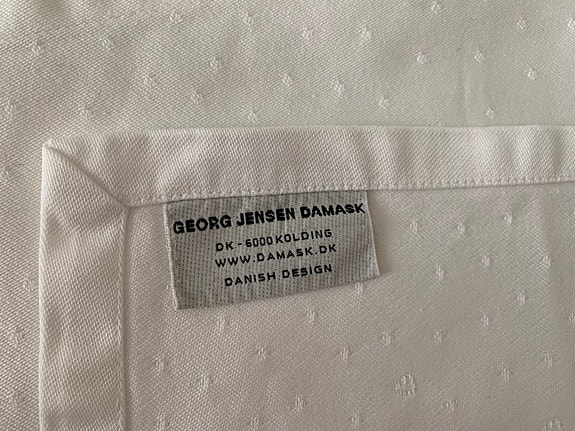 GEORG JENSEN DAMASK
DK-6000 KOLDING
WWW.DAMASK.DK
DANISH DESIGN